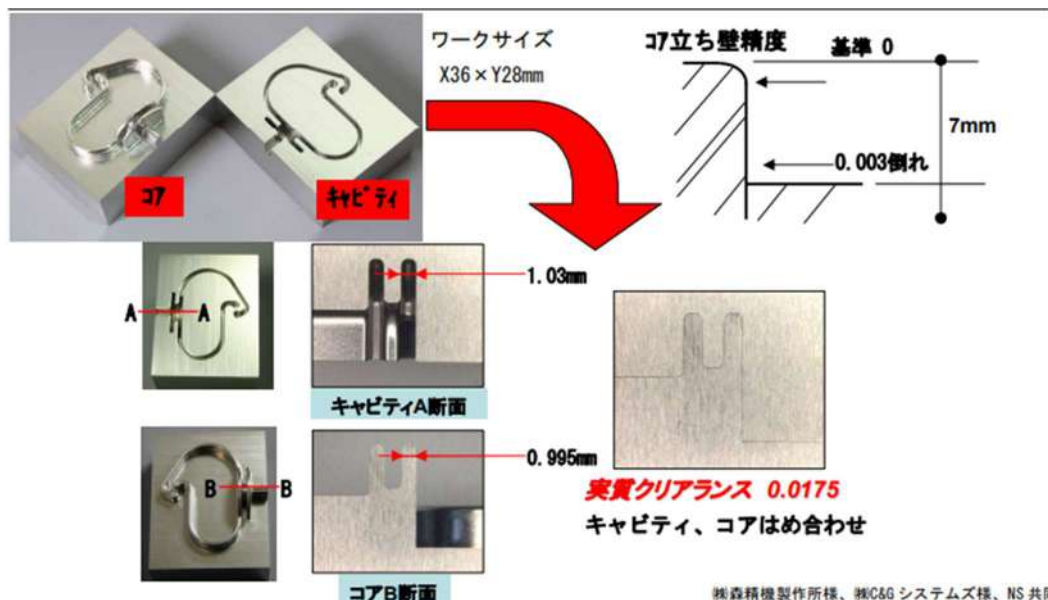 ワークサイズ
X36×Y28mm
コア立ち壁精度
基準 0
7mm
0.003倒れ
コア
キャビティ
A
A
1.03mm
キャビティA断面
B
B
0.995mm
コアB断面
実質クリアランス 0.0175
キャビティ、コアはめ合わせ
㈱森精機製作所様、㈱C&Gシステムズ様、NS共